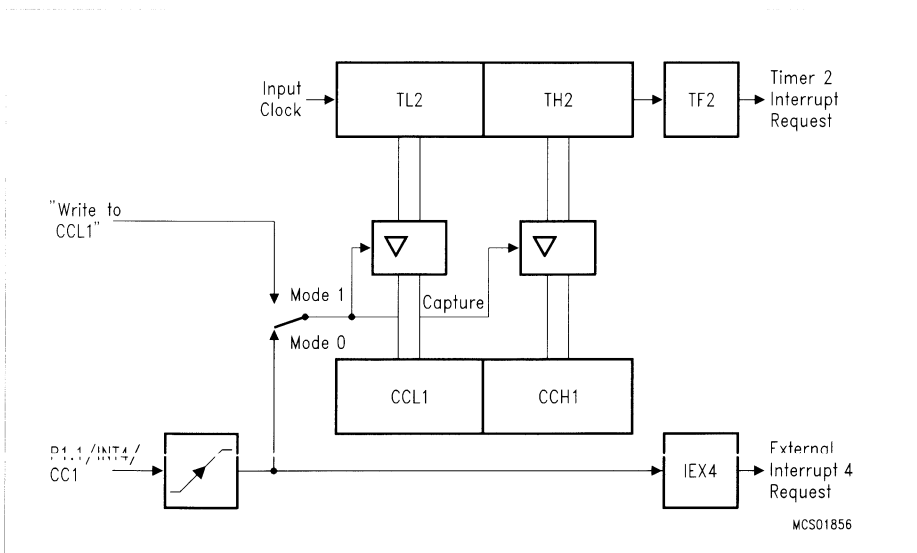 Input
Clock
TL2
TH2
TF2
Timer 2
Interrupt
Request
"Write to
CCL1"
Mode 1
Capture
Mode 0
CCL1
CCH1
P1.1/INT4/
CC1
IEX4
External
Interrupt 4
Request
MCS01856